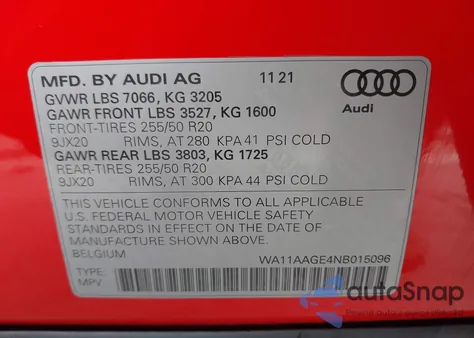 MFD. BY AUDI AG 11 21
GVWR LBS 7066, KG 3205
GAWR FRONT LBS 3527, KG 1600
FRONT-TIRES 255/50 R20
9JX20 RIMS, AT 280 KPA 41 PSI COLD
GAWR REAR LBS 3803, KG 1725
REAR-TIRES 255/50 R20
9JX20 RIMS, AT 300 KPA 44 PSI COLD
Audi
THIS VEHICLE CONFORMS TO ALL APPLICABLE
U.S. FEDERAL MOTOR VEHICLE SAFETY
STANDARDS IN EFFECT ON THE DATE OF
MANUFACTURE SHOWN ABOVE.
BELGIUM WA11AAGE4NB015096
TYPE:
MPV
autoSnap